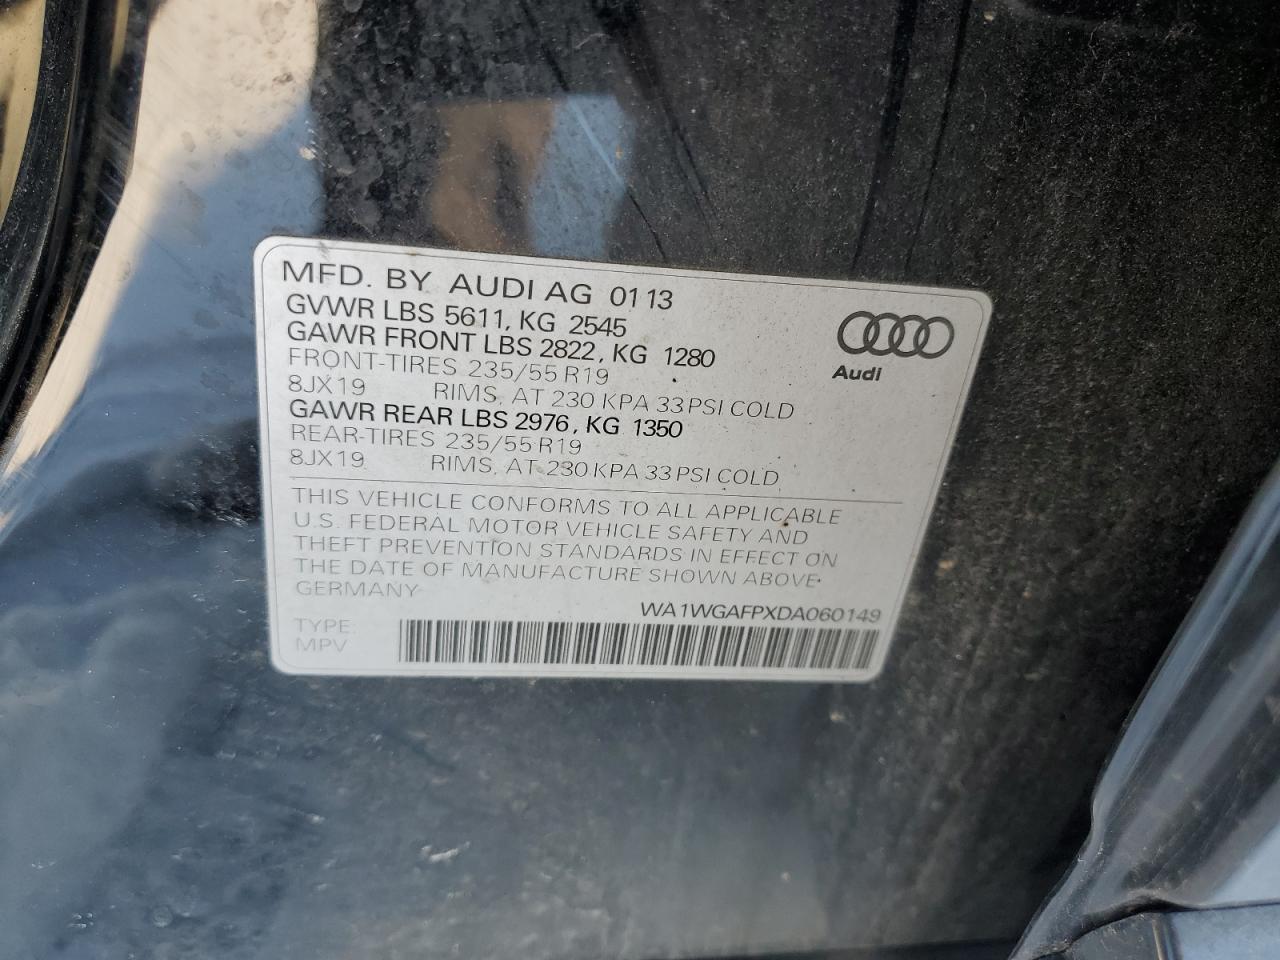 MFD. BY AUDI AG 01 13
GVWR LBS 5611, KG 2545
GAWR FRONT LBS 2822, KG 1280
FRONT-TIRES 235/55 R19
8JX19 RIMS, AT 230 KPA 33 PSI COLD
GAWR REAR LBS 2976, KG 1350
REAR-TIRES 235/55 R19
8JX19 RIMS, AT 230 KPA 33 PSI COLD
Audi
THIS VEHICLE CONFORMS TO ALL APPLICABLE
U.S. FEDERAL MOTOR VEHICLE SAFETY AND
THEFT PREVENTION STANDARDS IN EFFECT ON
THE DATE OF MANUFACTURE SHOWN ABOVE.
GERMANY
WA1WGAFPXDA060149
TYPE:
MPV